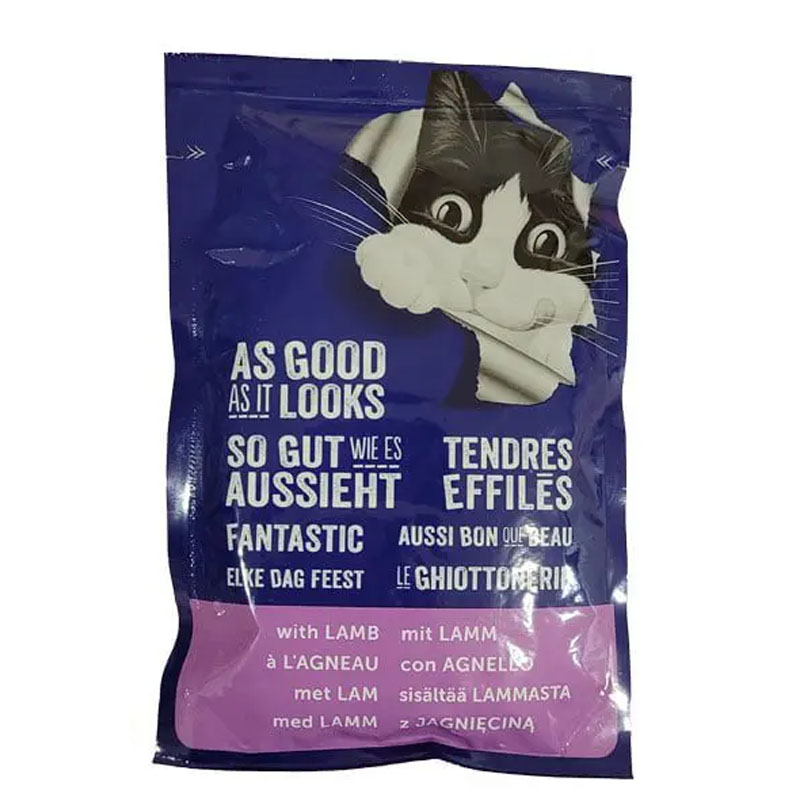 AS GOOD
AS IT LOOKS
SO GUT WIE ES
AUSSIEHT
TENDRES
EFFILÉS
FANTASTIC
AUSSI BON QUE BEAU
ELKE DAG FEEST
LE GHIOTTONERIE
with LAMB
mit LAMM
à L'AGNEAU
con AGNELLO
met LAM
sisältää LAMMASTA
med LAMM
z JAGNIĘCINĄ